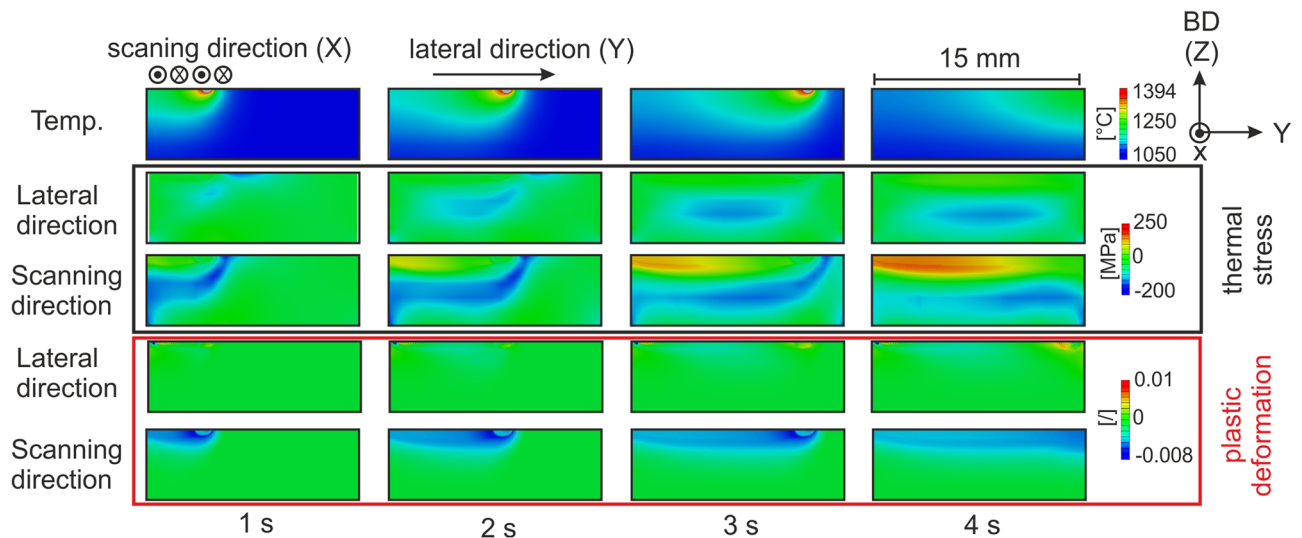 scaning direction (X)
lateral direction (Y)
15 mm
BD
(Z)
Y
x
Temp.
[°C]
1394
1250
1050
Lateral
direction
Scanning
direction
[MPa]
250
0
-200
thermal
stress
Lateral
direction
Scanning
direction
[/]
0.01
0
-0.008
plastic
deformation
1 s
2 s
3 s
4 s